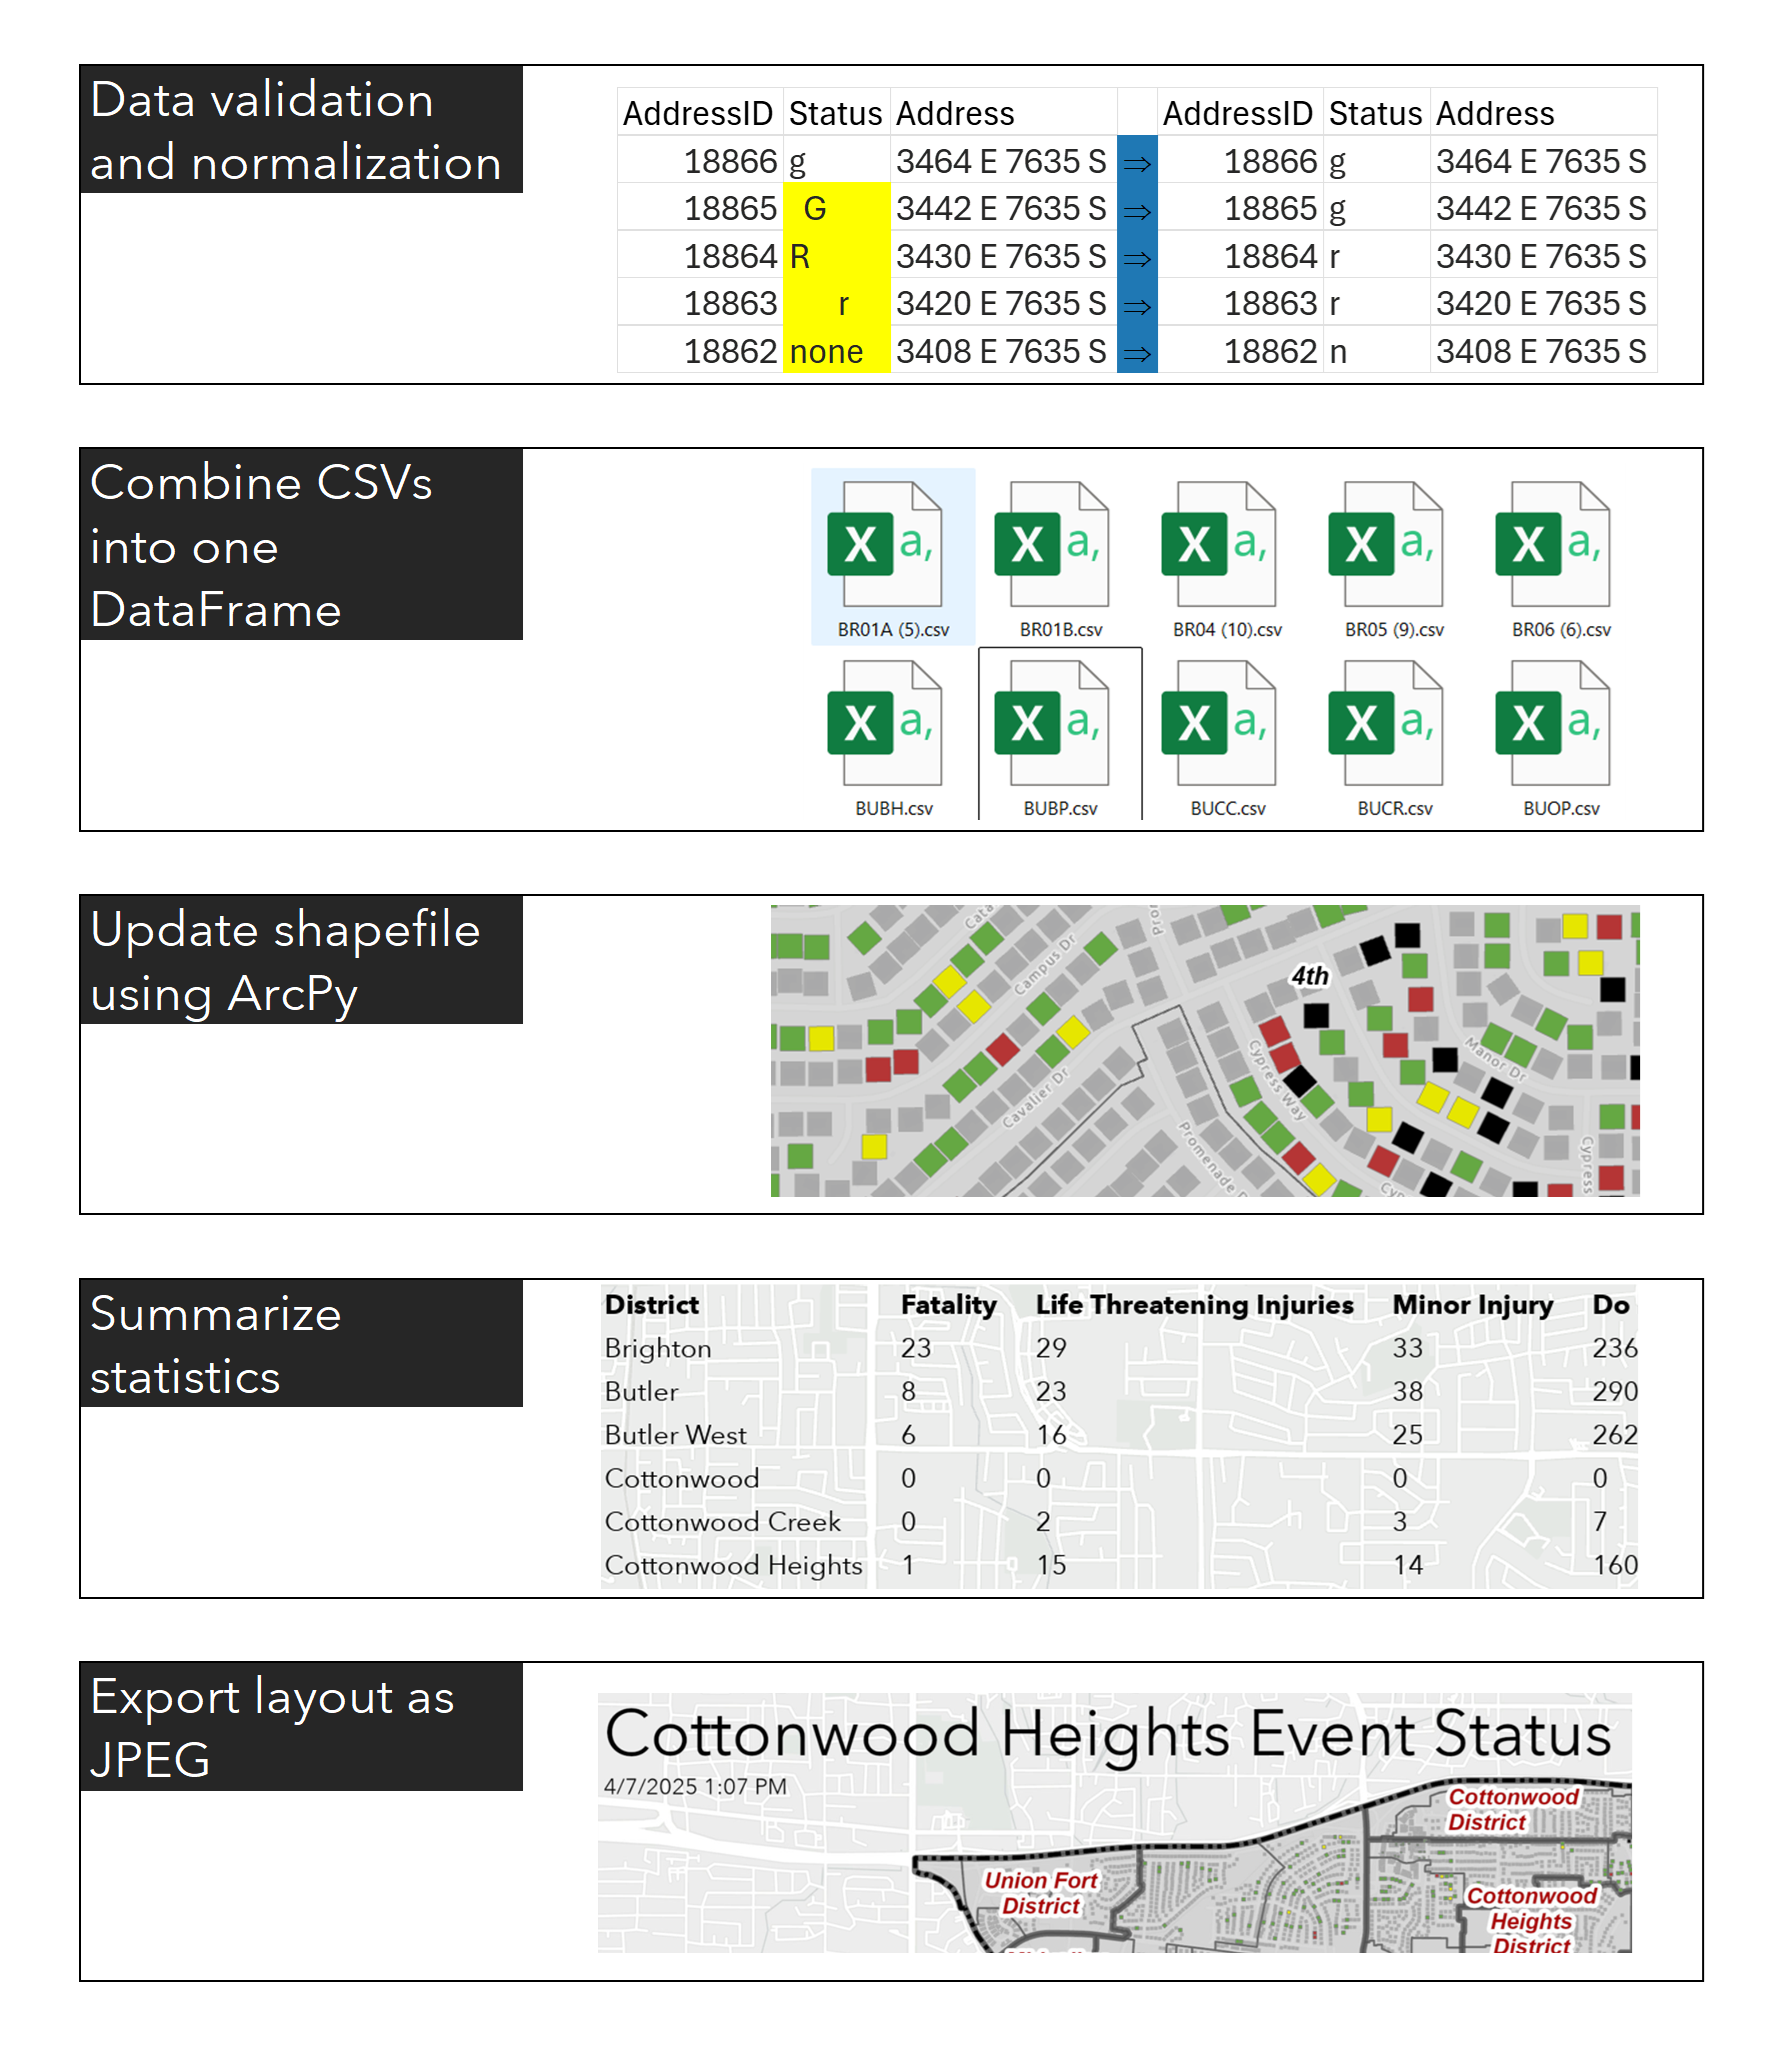 Data validation
and normalization
AddressID Status Address AddressID Status Address
18866 g 3464 E 7635 S ⇒ 18866 g 3464 E 7635 S
18865 G 3442 E 7635 S ⇒ 18865 g 3442 E 7635 S
18864 R 3430 E 7635 S ⇒ 18864 r 3430 E 7635 S
18863 r 3420 E 7635 S ⇒ 18863 r 3420 E 7635 S
18862 none 3408 E 7635 S ⇒ 18862 n 3408 E 7635 S
Combine CSVs
into one
DataFrame
X a, X a, X a, X a, X a,
BR01A (5).csv BR01B.csv BR04 (10).csv BR05 (9).csv BR06 (6).csv
X a, X a, X a, X a, X a,
BUBH.csv BUBP.csv BUCC.csv BUCR.csv BUOP.csv
Update shapefile
using ArcPy
Cata
Campus Dr
4th
Cavalier Dr
Cypress Way
Manor Dr
Promenade D
Cyp
Cypress
Summarize
statistics
District Fatality Life Threatening Injuries Minor Injury Do
Brighton 23 29 33 236
Butler 8 23 38 290
Butler West 6 16 25 262
Cottonwood 0 0 0 0
Cottonwood Creek 0 2 3 7
Cottonwood Heights 1 15 14 160
Export layout as
JPEG
Cottonwood Heights Event Status
4/7/2025 1:07 PM
Cottonwood
District
Union Fort
District
Cottonwood
Heights
District